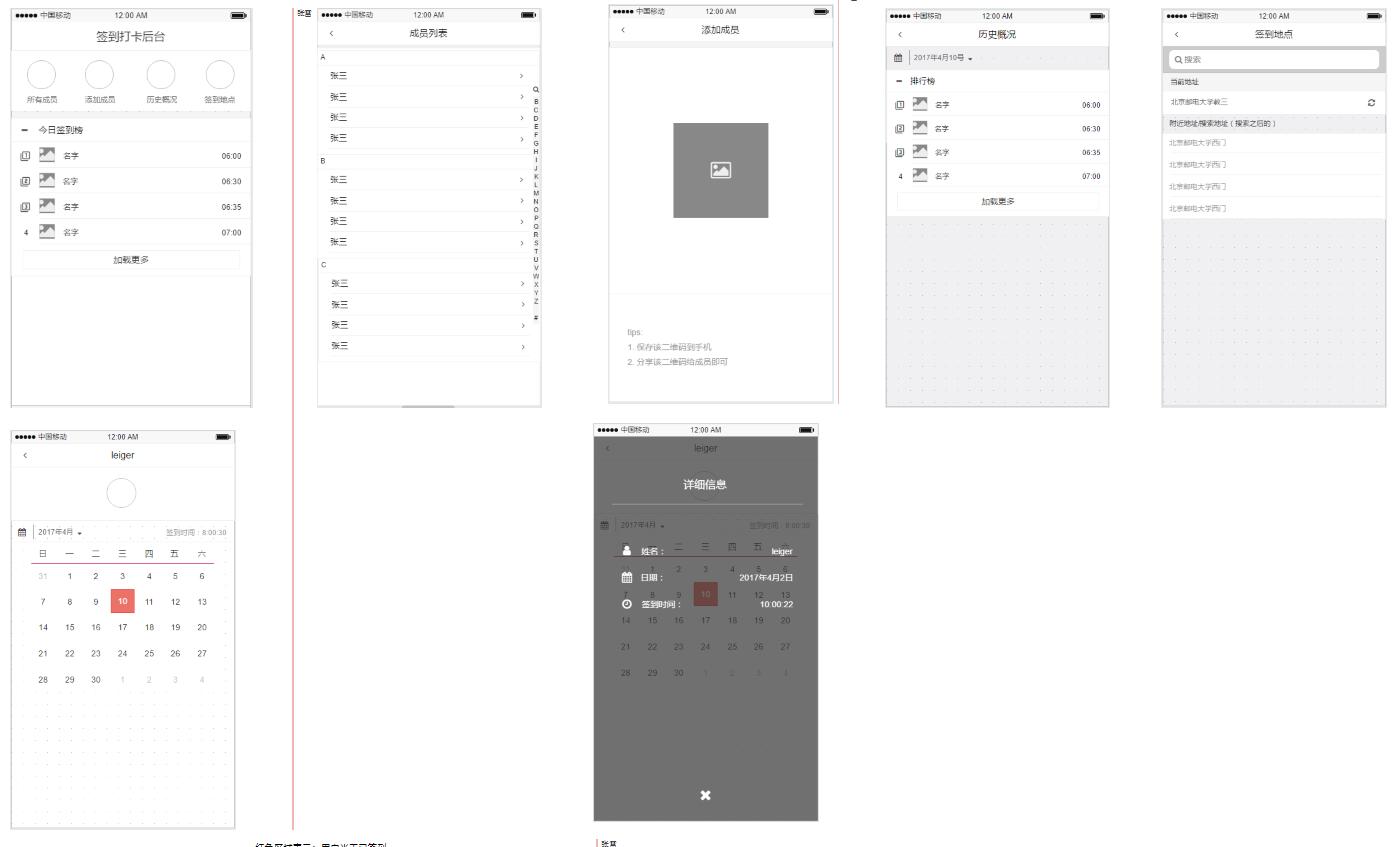 中国移动 12:00 AM
签到打卡后台
所有成员 添加成员 历史概况 签到地点
今日签到榜
1 名字 06:00
2 名字 06:30
3 名字 06:35
4 名字 07:00
加载更多
张富
中国移动 12:00 AM
成员列表
A
张三
张三
张三
张三
B
张三
张三
张三
张三
C
张三
张三
张三
张三
B
C
D
E
F
G
H
I
J
K
L
M
N
O
P
Q
R
S
T
U
V
W
X
Y
Z
#
中国移动 12:00 AM
添加成员
tips:
1. 保存该二维码到手机
2. 分享该二维码给成员即可
中国移动 12:00 AM
历史概况
2017年4月10号
排行榜
1 名字 06:00
2 名字 06:30
3 名字 06:35
4 名字 07:00
加载更多
中国移动 12:00 AM
签到地点
搜索
当前地址
北京邮电大学教三
附近地址/搜索地址（搜索之后的）
北京邮电大学西门
北京邮电大学西门
北京邮电大学西门
北京邮电大学西门
中国移动 12:00 AM
leiger
2017年4月 签到时间：8:00:30
日 一 二 三 四 五 六
31 1 2 3 4 5 6
7 8 9 10 11 12 13
14 15 16 17 18 19 20
21 22 23 24 25 26 27
28 29 30 1 2 3 4
中国移动 12:00 AM
leiger
详细信息
2017年4月 签到时间：8:00:30
二 三 四 五 六
姓名： leiger
1 2 3 4 5 6
日期： 2017年4月2日
7 8 9 10 11 12 13
签到时间： 10:00:22
14 15 16 17 18 19 20
21 22 23 24 25 26 27
28 29 30 1 2 3 4
红色区域表示：用户当天已签到